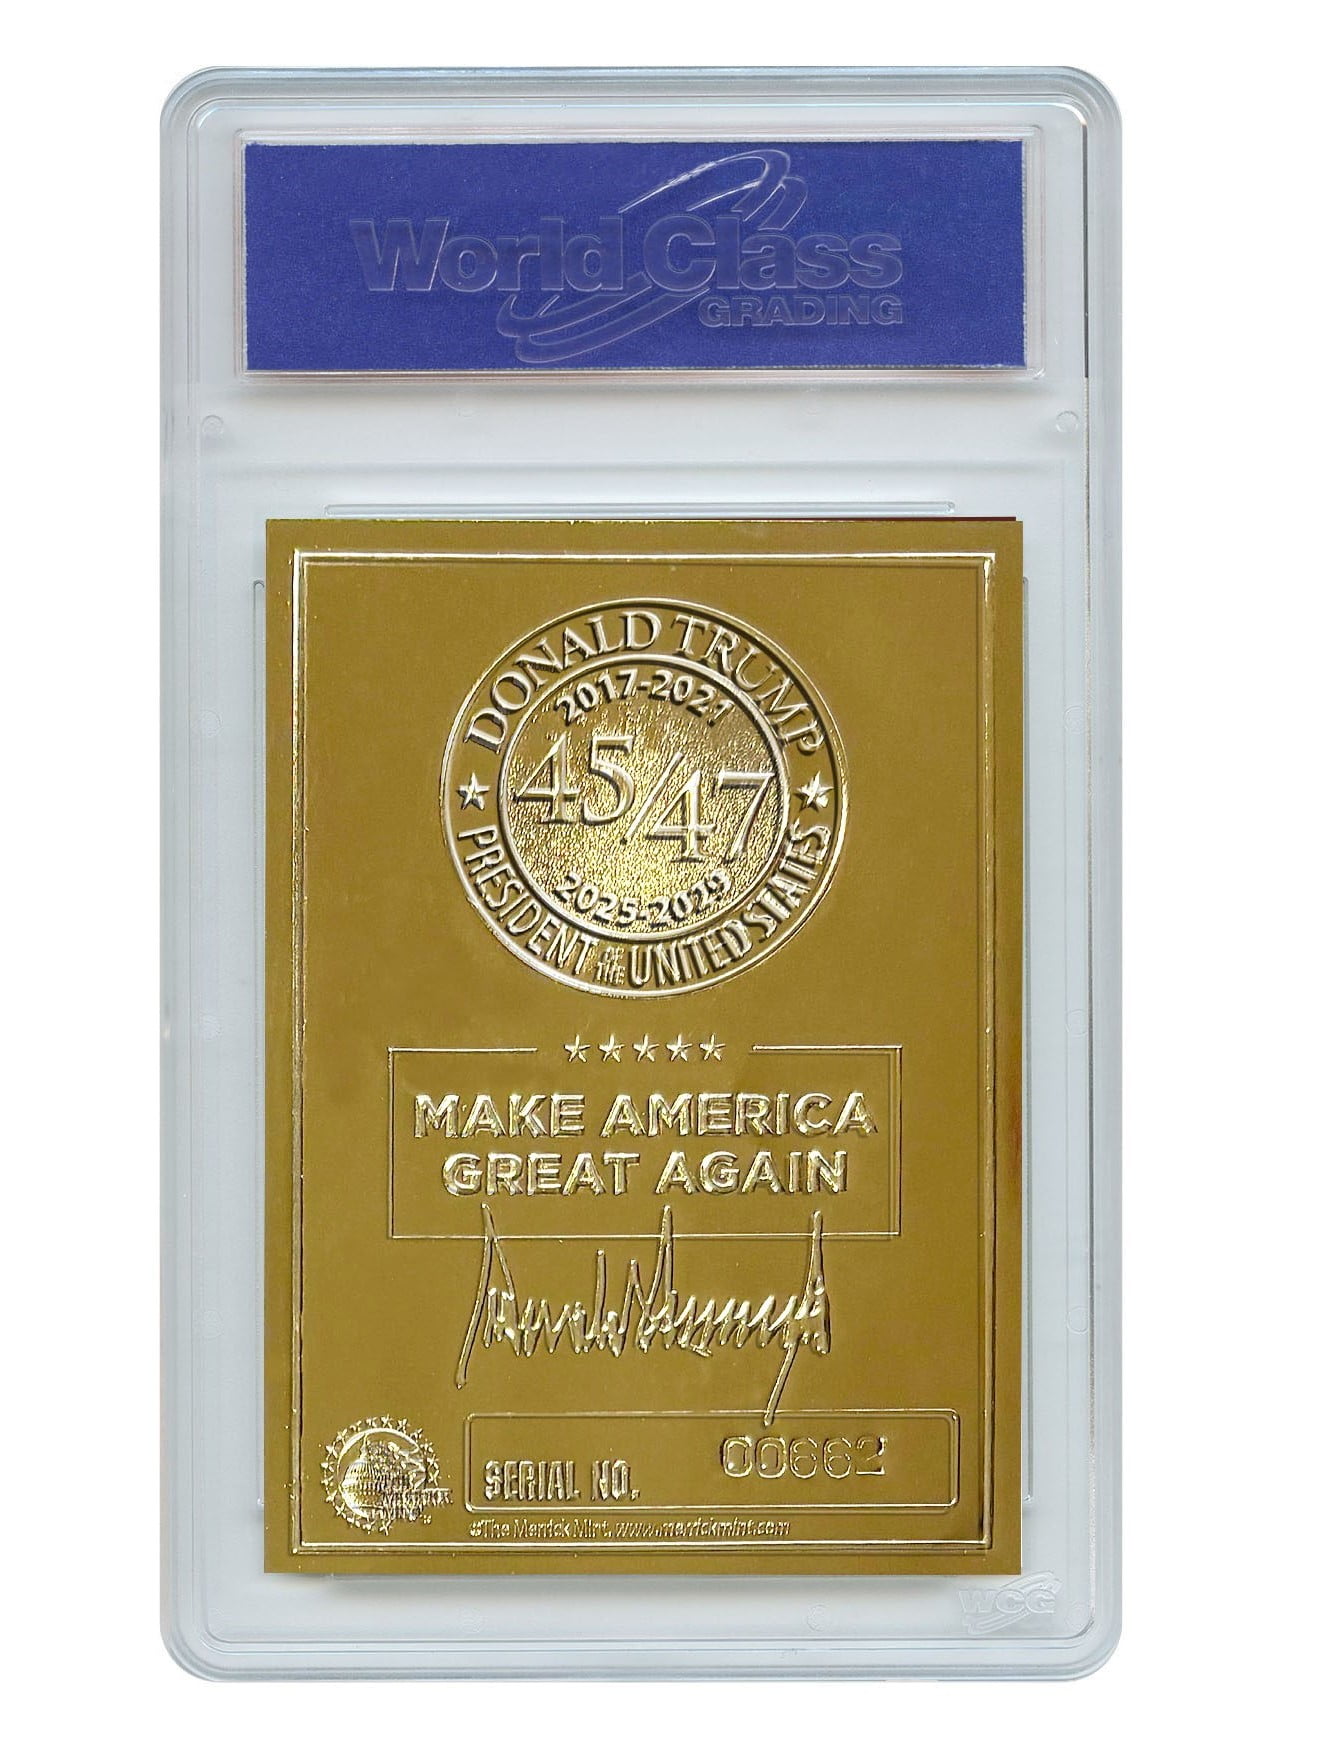 World Class
GRADING
DONALD TRUMP
2017-2021
45/47
2025-2029
PRESIDENT OF THE UNITED STATES
MAKE AMERICA
GREAT AGAIN
SERIAL NO. 00662
©The Merrick Mint. www.merrickmint.com
WCG